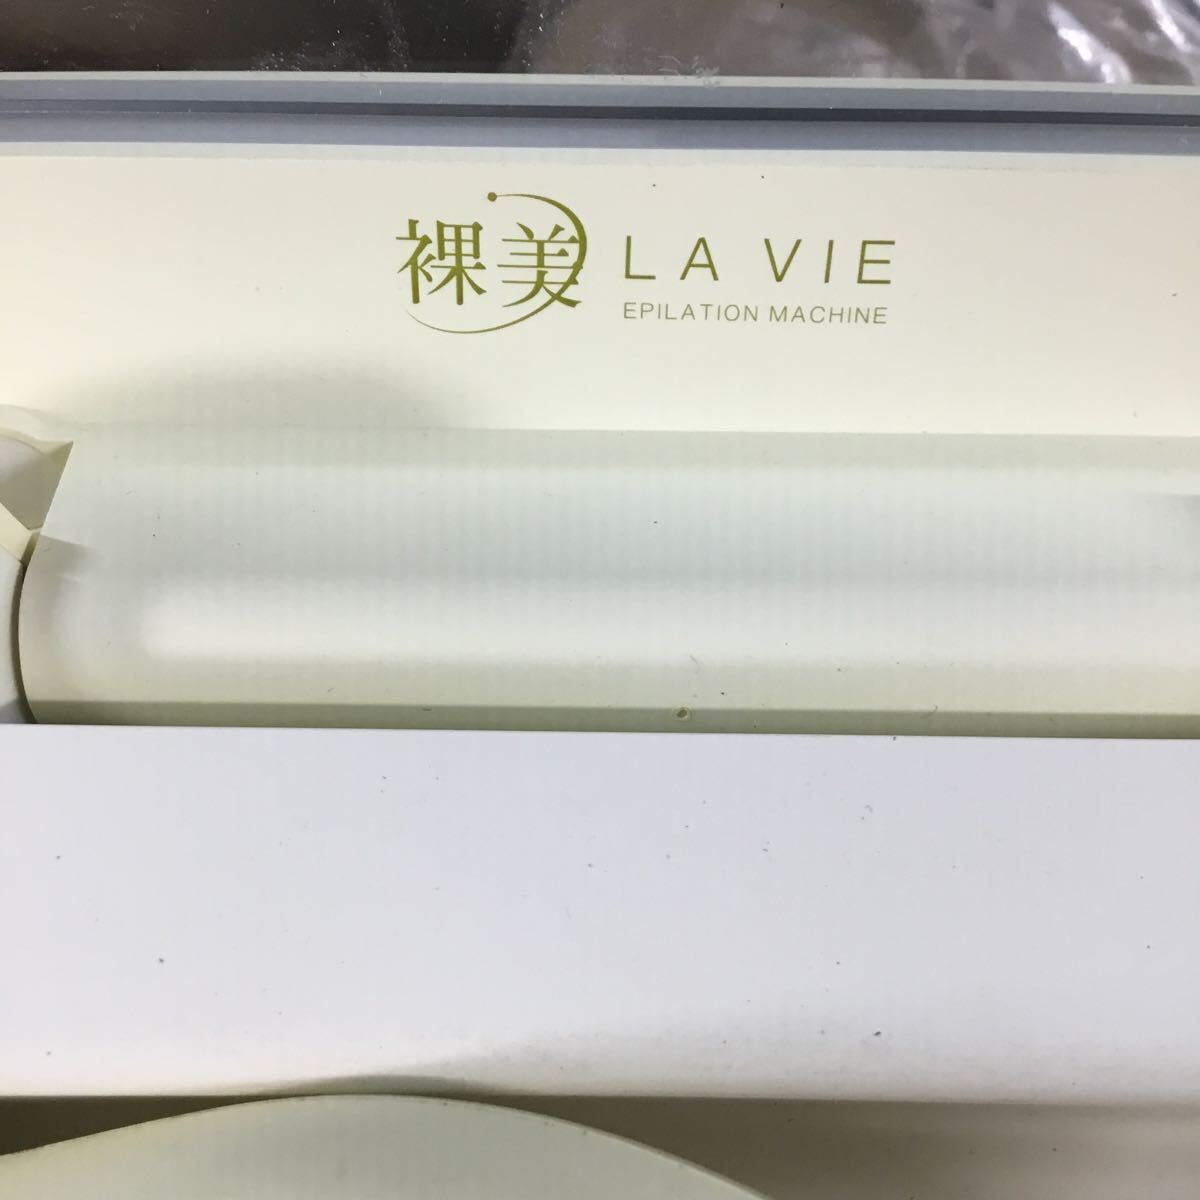 裸美 LA VIE
EPILATION MACHINE